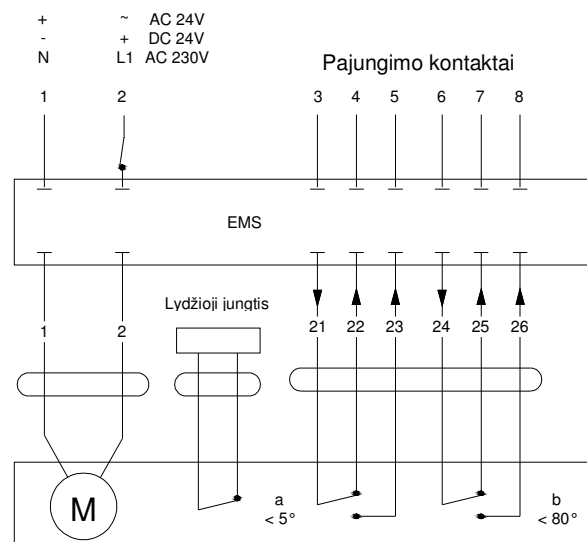 + ~ AC 24V
- + DC 24V
N L1 AC 230V
Pajungimo kontaktai
1 2 3 4 5 6 7 8
EMS
Lydžioji jungtis
1 2 21 22 23 24 25 26
M a b
< 5° < 80°